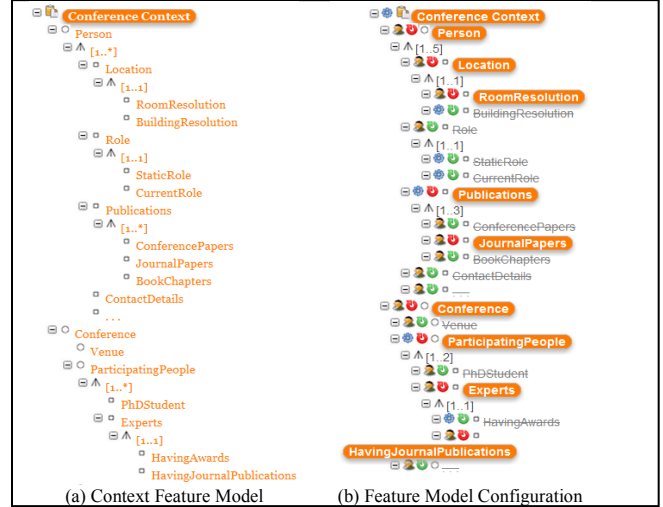 Conference Context
Person
[1..*]
Location
[1..1]
RoomResolution
BuildingResolution
Role
[1..1]
StaticRole
CurrentRole
Publications
[1..*]
ConferencePapers
JournalPapers
BookChapters
ContactDetails
. . .
Conference
Venue
ParticipatingPeople
[1..*]
PhDStudent
Experts
[1..1]
HavingAwards
HavingJournalPublications
(a) Context Feature Model
Conference Context
Person
[1..5]
Location
[1..1]
RoomResolution
BuildingResolution
Role
[1..1]
StaticRole
CurrentRole
Publications
[1..3]
ConferencePapers
JournalPapers
BookChapters
ContactDetails
. . .
Conference
Venue
ParticipatingPeople
[1..2]
PhDStudent
Experts
[1..1]
HavingAwards
HavingJournalPublications
. . .
(b) Feature Model Configuration